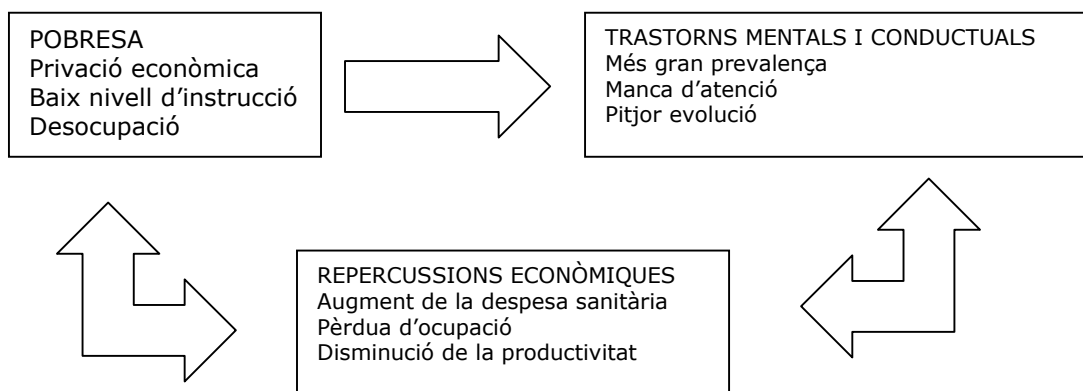 POBRESA
Privació econòmica
Baix nivell d’instrucció
Desocupació
TRASTORNS MENTALS I CONDUCTUALS
Més gran prevalença
Manca d’atenció
Pitjor evolució
REPERCUSSIONS ECONÒMIQUES
Augment de la despesa sanitària
Pèrdua d’ocupació
Disminució de la productivitat